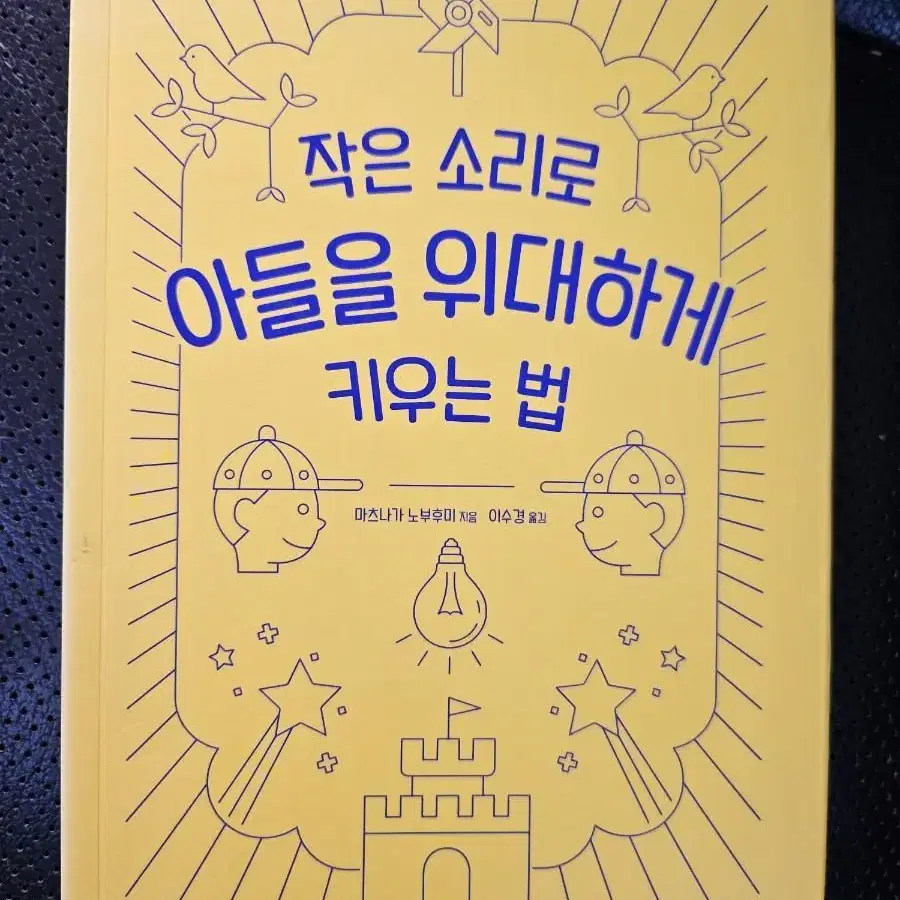 작은 소리로
아들을 위대하게
키우는 법
마츠나가 노부후미 지음 이수경 옮김